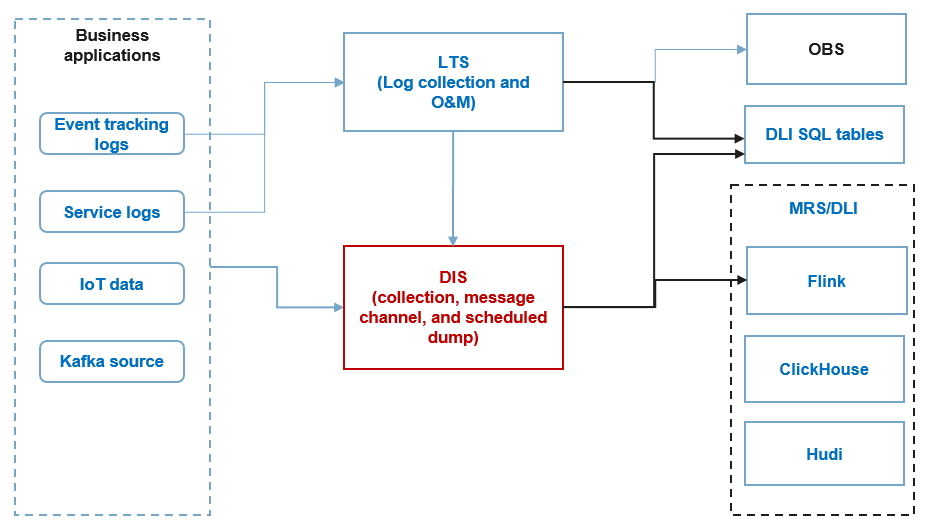 Business
applications
Event tracking
logs
Service logs
IoT data
Kafka source
LTS
(Log collection and
O&M)
DIS
(collection, message
channel, and scheduled
dump)
OBS
DLI SQL tables
MRS/DLI
Flink
ClickHouse
Hudi